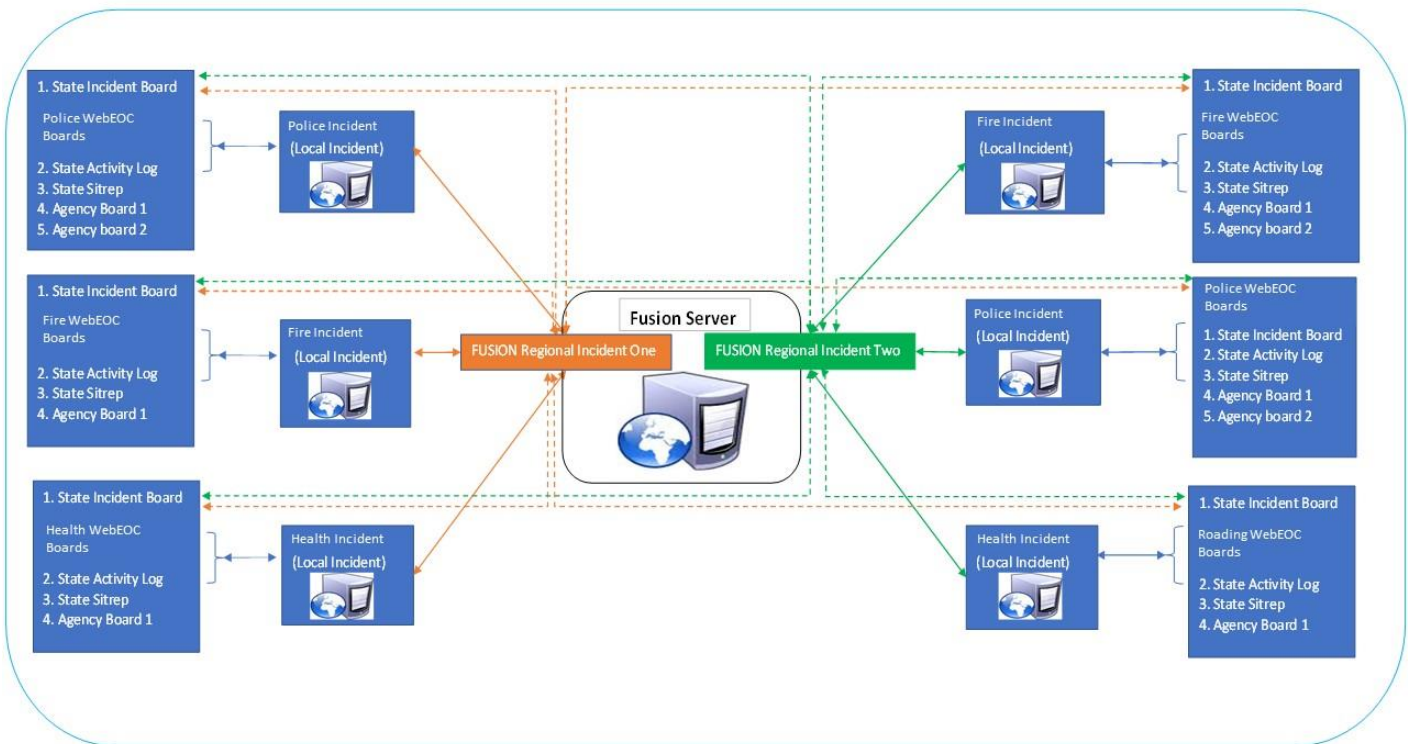 1. State Incident Board
Police WebEOC
Boards
2. State Activity Log
3. State Sitrep
4. Agency Board 1
5. Agency board 2
Police Incident
(Local Incident)
Fire Incident
(Local Incident)
1. State Incident Board
Fire WebEOC
Boards
2. State Activity Log
3. State Sitrep
4. Agency Board 1
5. Agency board 2
1. State Incident Board
Fire WebEOC
Boards
2. State Activity Log
3. State Sitrep
4. Agency Board 1
Fire Incident
(Local Incident)
Fusion Server
FUSION Regional Incident One
FUSION Regional Incident Two
Police Incident
(Local Incident)
Police WebEOC
Boards
1. State Incident Board
2. State Activity Log
3. State Sitrep
4. Agency Board 1
5. Agency board 2
1. State Incident Board
Health WebEOC
Boards
2. State Activity Log
3. State Sitrep
4. Agency Board 1
Health Incident
(Local Incident)
Health Incident
(Local Incident)
1. State Incident Board
Roading WebEOC
Boards
2. State Activity Log
3. State Sitrep
4. Agency Board 1